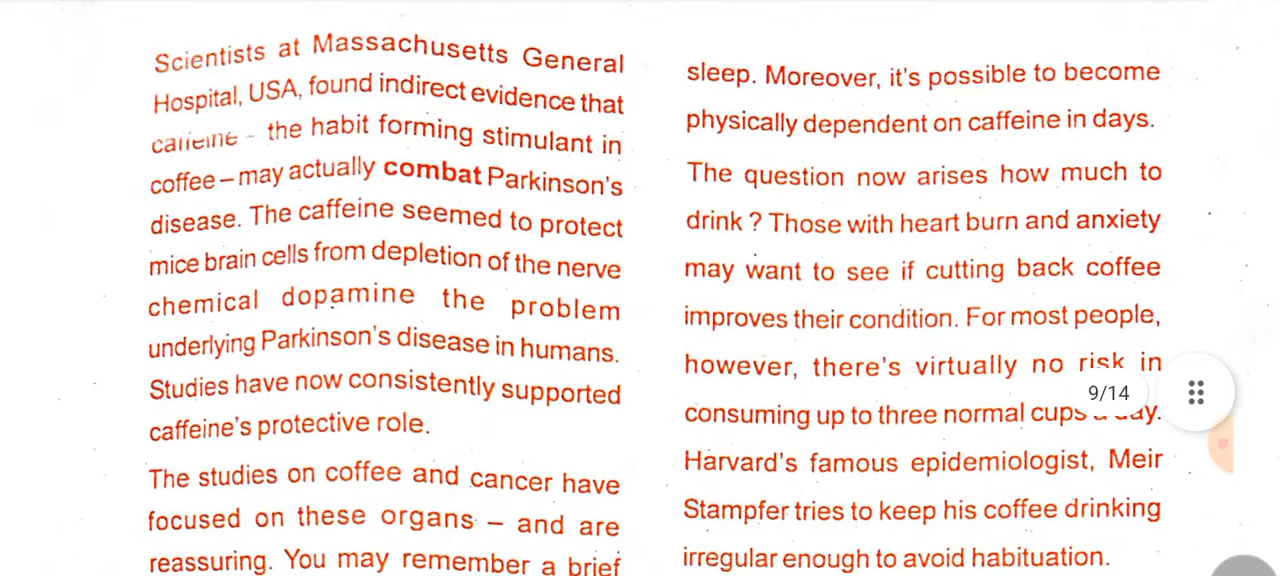 Scientists at Massachusetts General
Hospital, USA, found indirect evidence that
caffeine - the habit forming stimulant in
coffee – may actually combat Parkinson's
disease. The caffeine seemed to protect
mice brain cells from depletion of the nerve
chemical dopamine the problem
underlying Parkinson's disease in humans.
Studies have now consistently supported
caffeine's protective role.
The studies on coffee and cancer have
focused on these organs – and are
reassuring. You may remember a brief
sleep. Moreover, it's possible to become
physically dependent on caffeine in days.
The question now arises how much to
drink ? Those with heart burn and anxiety
may want to see if cutting back coffee
improves their condition. For most people,
however, there's virtually no risk in
consuming up to three normal cups a day.
Harvard's famous epidemiologist, Meir
Stampfer tries to keep his coffee drinking
irregular enough to avoid habituation.
9/14